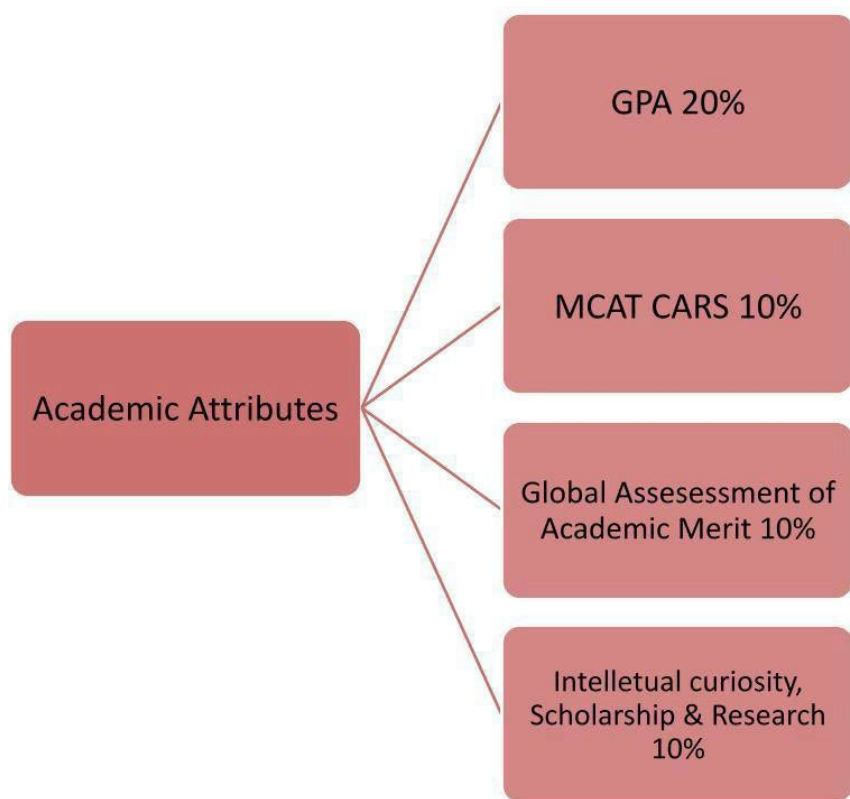 Academic Attributes
GPA 20%
MCAT CARS 10%
Global Assesessment of
Academic Merit 10%
Intelletual curiosity,
Scholarship & Research
10%